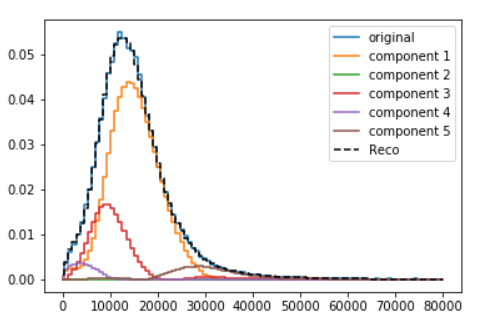 original
component 1
component 2
component 3
component 4
component 5
Reco
0.05
0.04
0.03
0.02
0.01
0.00
0 10000 20000 30000 40000 50000 60000 70000 80000